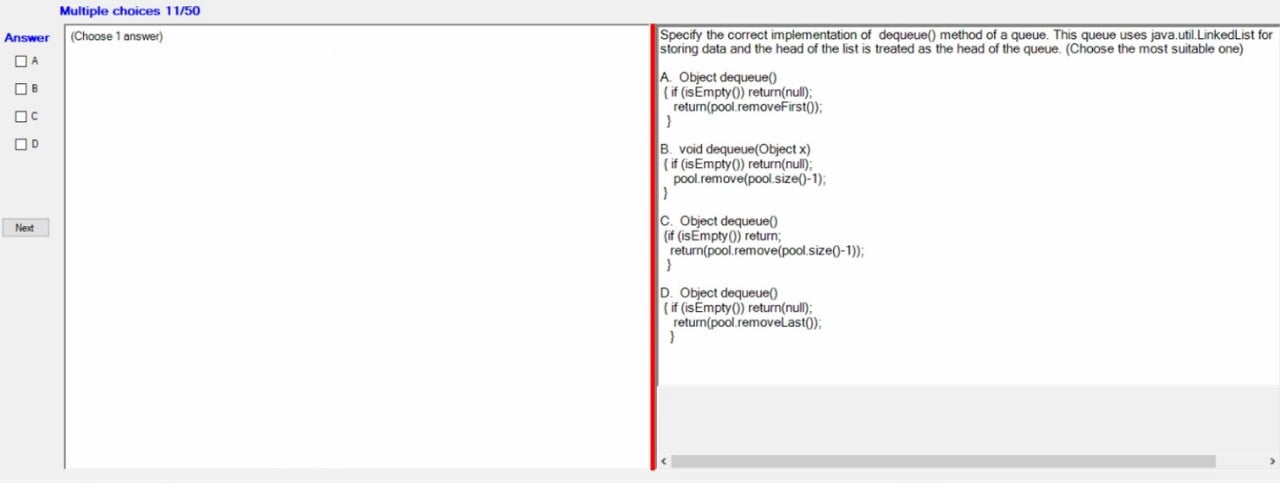 Multiple choices 11/50
Answer
A
B
C
D
Next
(Choose 1 answer)
Specify the correct implementation of dequeue() method of a queue. This queue uses java.util.LinkedList for
storing data and the head of the list is treated as the head of the queue. (Choose the most suitable one)
A. Object dequeue()
{ if (isEmpty()) return(null);
return(pool.removeFirst());
}
B. void dequeue(Object x)
{ if (isEmpty()) return(null);
pool.remove(pool.size()-1);
}
C. Object dequeue()
{if (isEmpty()) return;
return(pool.remove(pool.size()-1));
}
D. Object dequeue()
{ if (isEmpty()) return(null);
return(pool.removeLast());
}